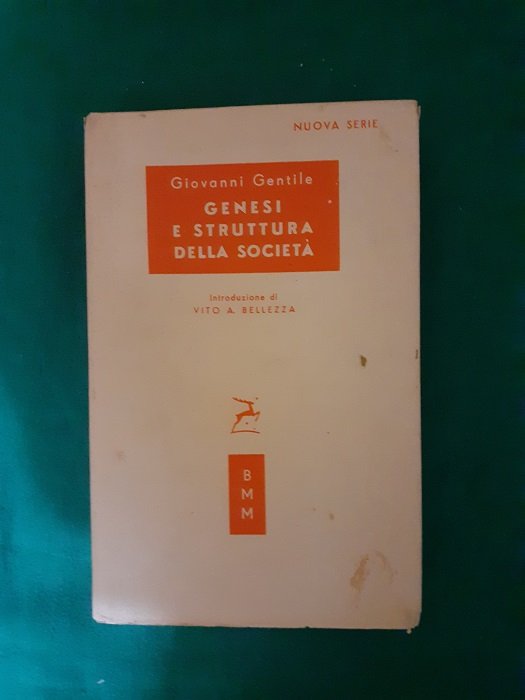 NUOVA SERIE
Giovanni Gentile
GENESI
E STRUTTURA
DELLA SOCIETÀ
Introduzione di
VITO A. BELLEZZA
B
M
M